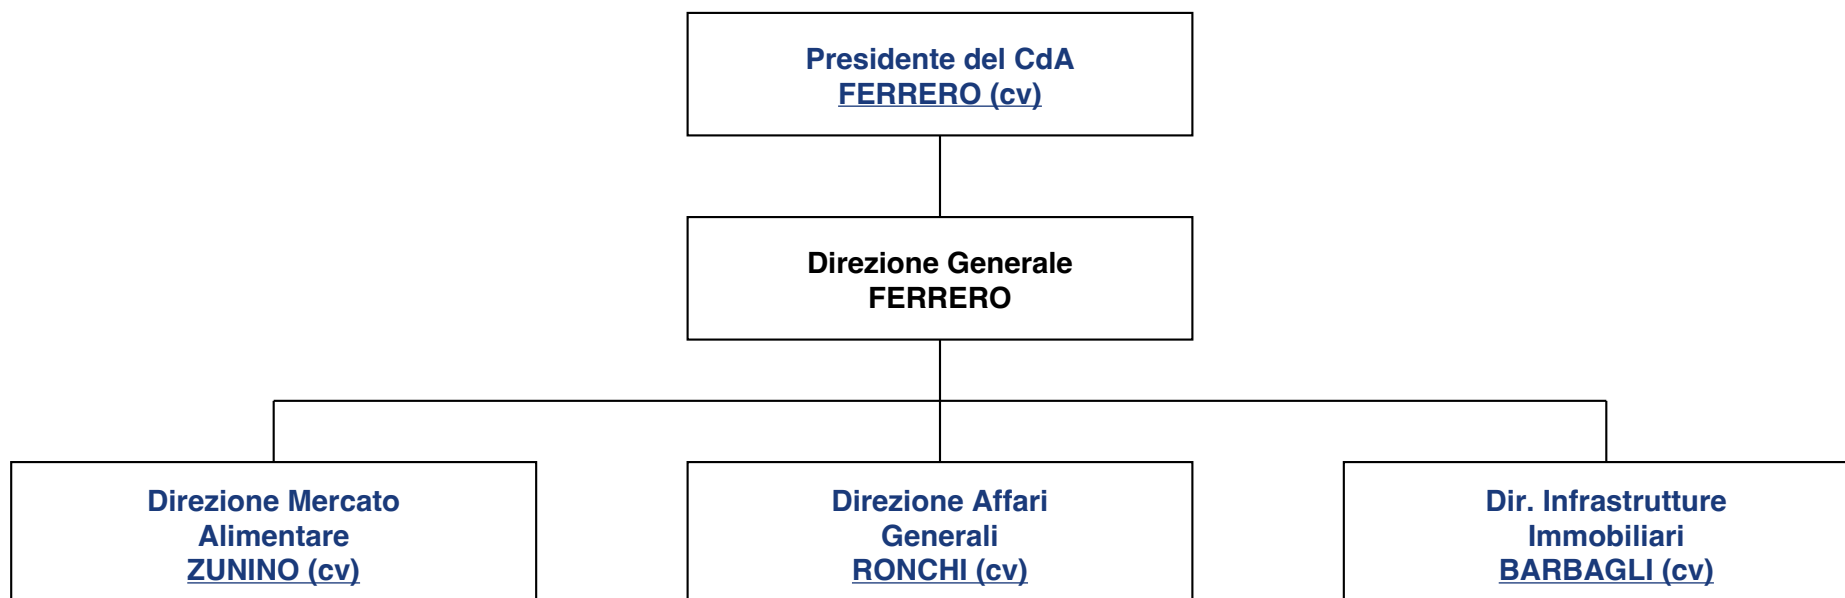 Presidente del CdA
FERRERO (cv)
Direzione Generale
FERRERO
Direzione Mercato
Alimentare
ZUNINO (cv)
Direzione Affari
Generali
RONCHI (cv)
Dir. Infrastrutture
Immobiliari
BARBAGLI (cv)